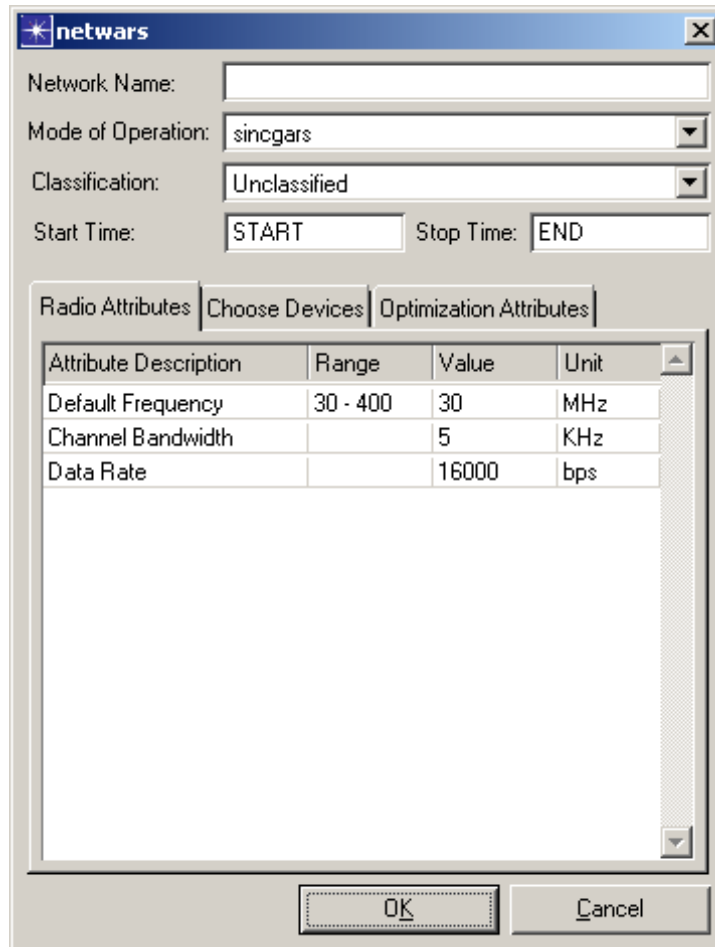 netwars
Network Name:
Mode of Operation: sincgars
Classification: Unclassified
Start Time: START Stop Time: END
Radio Attributes Choose Devices Optimization Attributes
Attribute Description Range Value Unit
Default Frequency 30 - 400 30 MHz
Channel Bandwidth 5 KHz
Data Rate 16000 bps
OK Cancel